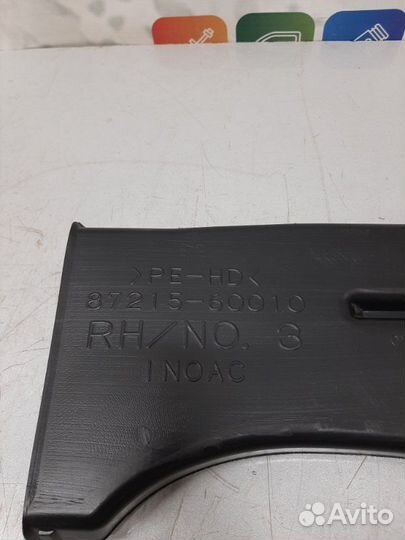 >PE-HD<
87215-60010
RH/NO. 3
INOAC
Avito